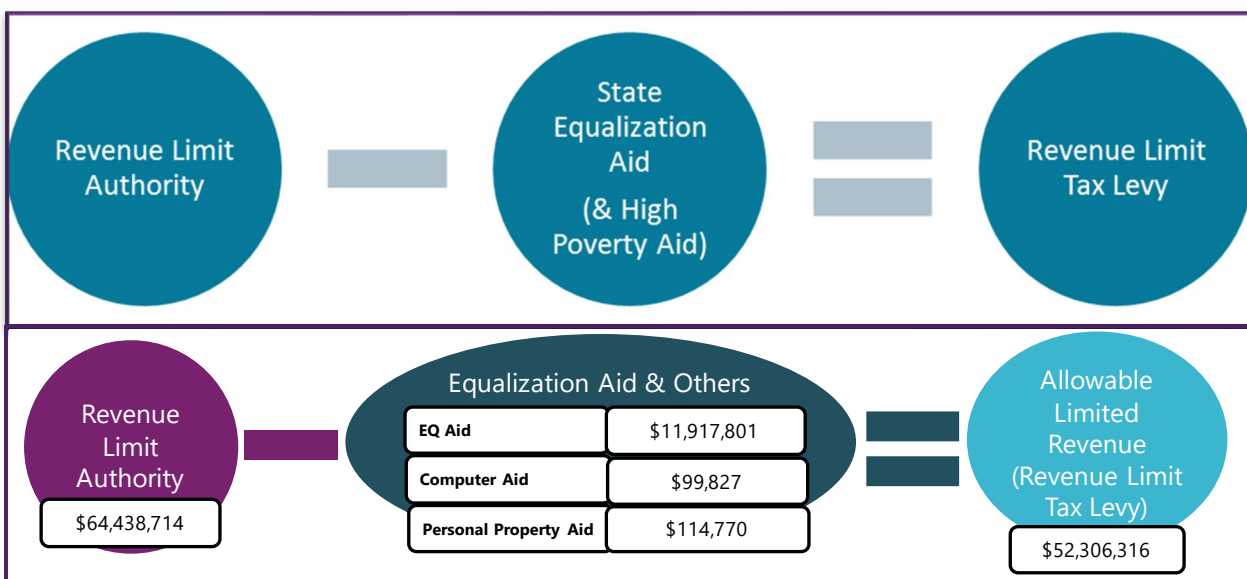 Revenue Limit
Authority
State
Equalization
Aid
(& High
Poverty Aid)
Revenue Limit
Tax Levy
Revenue
Limit
Authority
$64,438,714
Equalization Aid & Others
EQ Aid $11,917,801
Computer Aid $99,827
Personal Property Aid $114,770
Allowable
Limited
Revenue
(Revenue Limit
Tax Levy)
$52,306,316